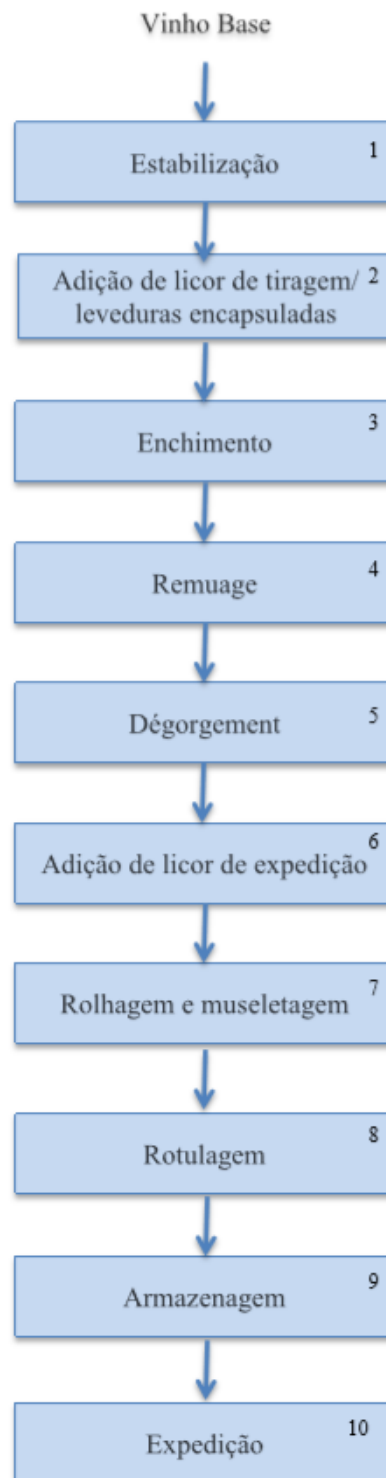 Vinho Base
Estabilização 1
Adição de licor de tiragem/ 2
leveduras encapsuladas
Enchimento 3
Remuage 4
Dégorgement 5
Adição de licor de expedição 6
Rolhagem e museletagem 7
Rotulagem 8
Armazenagem 9
Expedição 10